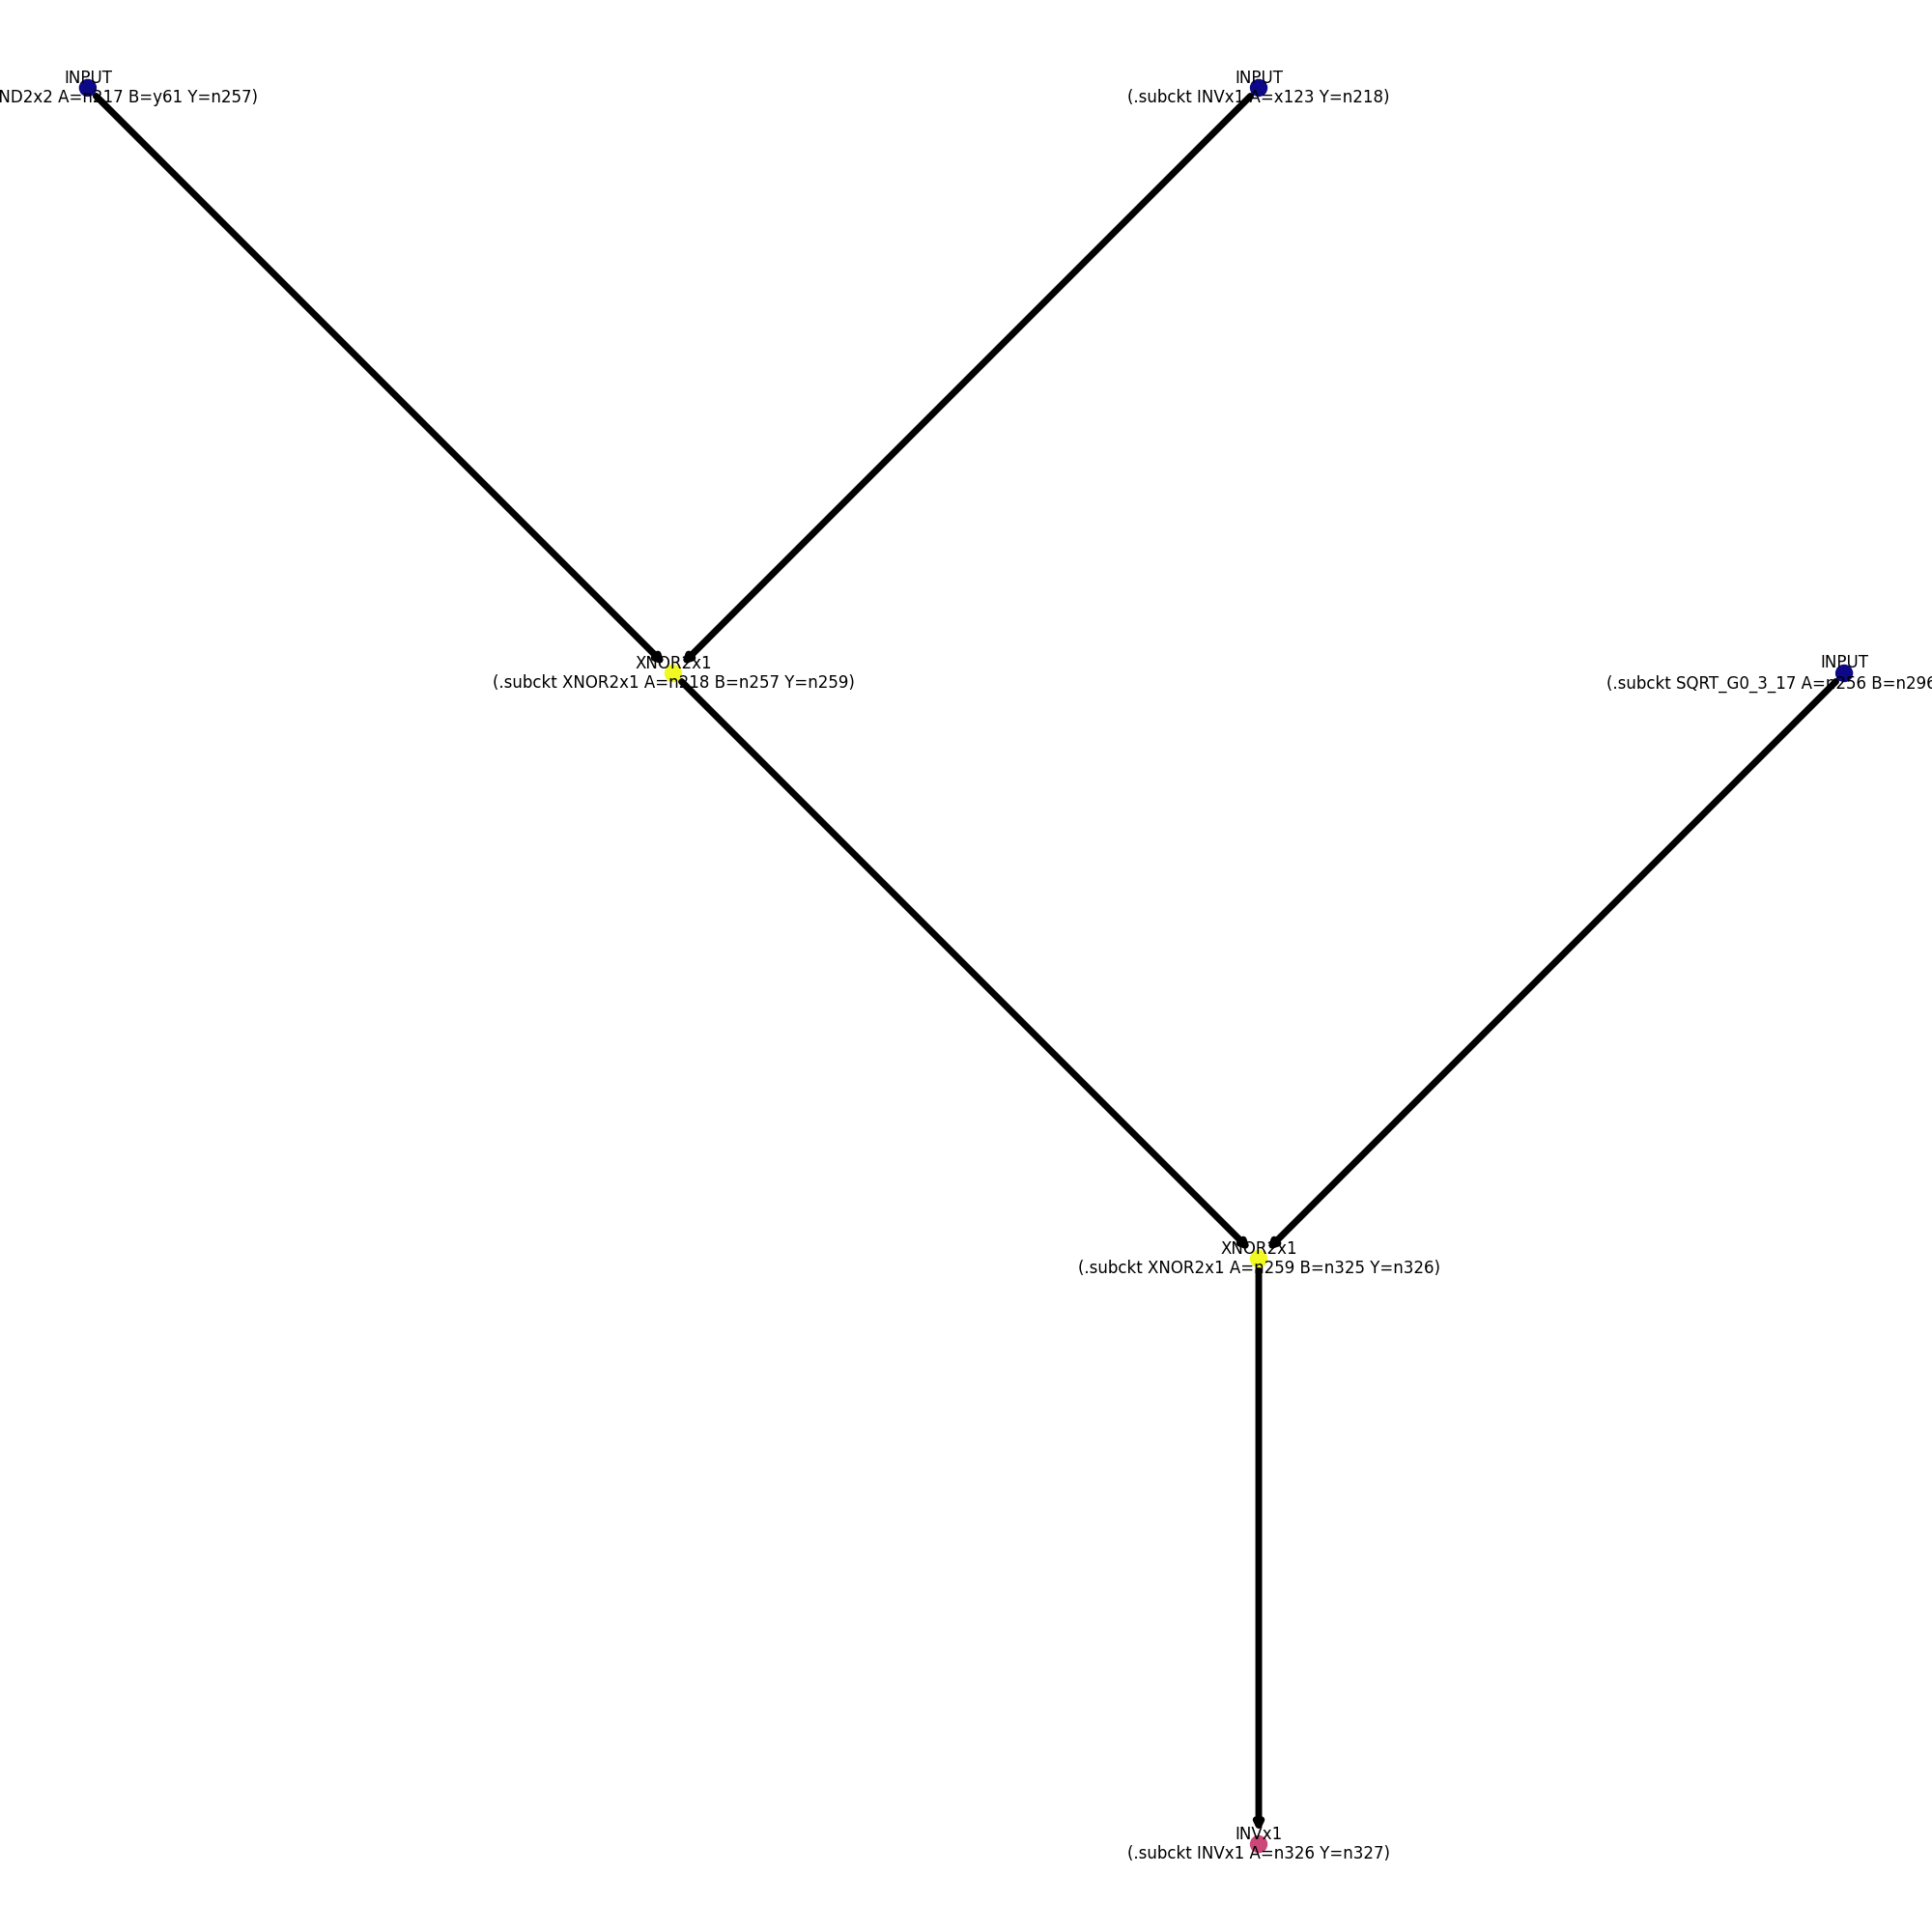 INPUT
ND2x2 A=n217 B=y61 Y=n257)
INPUT
(.subckt INVx1 A=x123 Y=n218)
XNOR2x1
(.subckt XNOR2x1 A=n218 B=n257 Y=n259)
INPUT
(.subckt SQRT_G0_3_17 A=n256 B=n296
XNOR2x1
(.subckt XNOR2x1 A=n259 B=n325 Y=n326)
INVx1
(.subckt INVx1 A=n326 Y=n327)